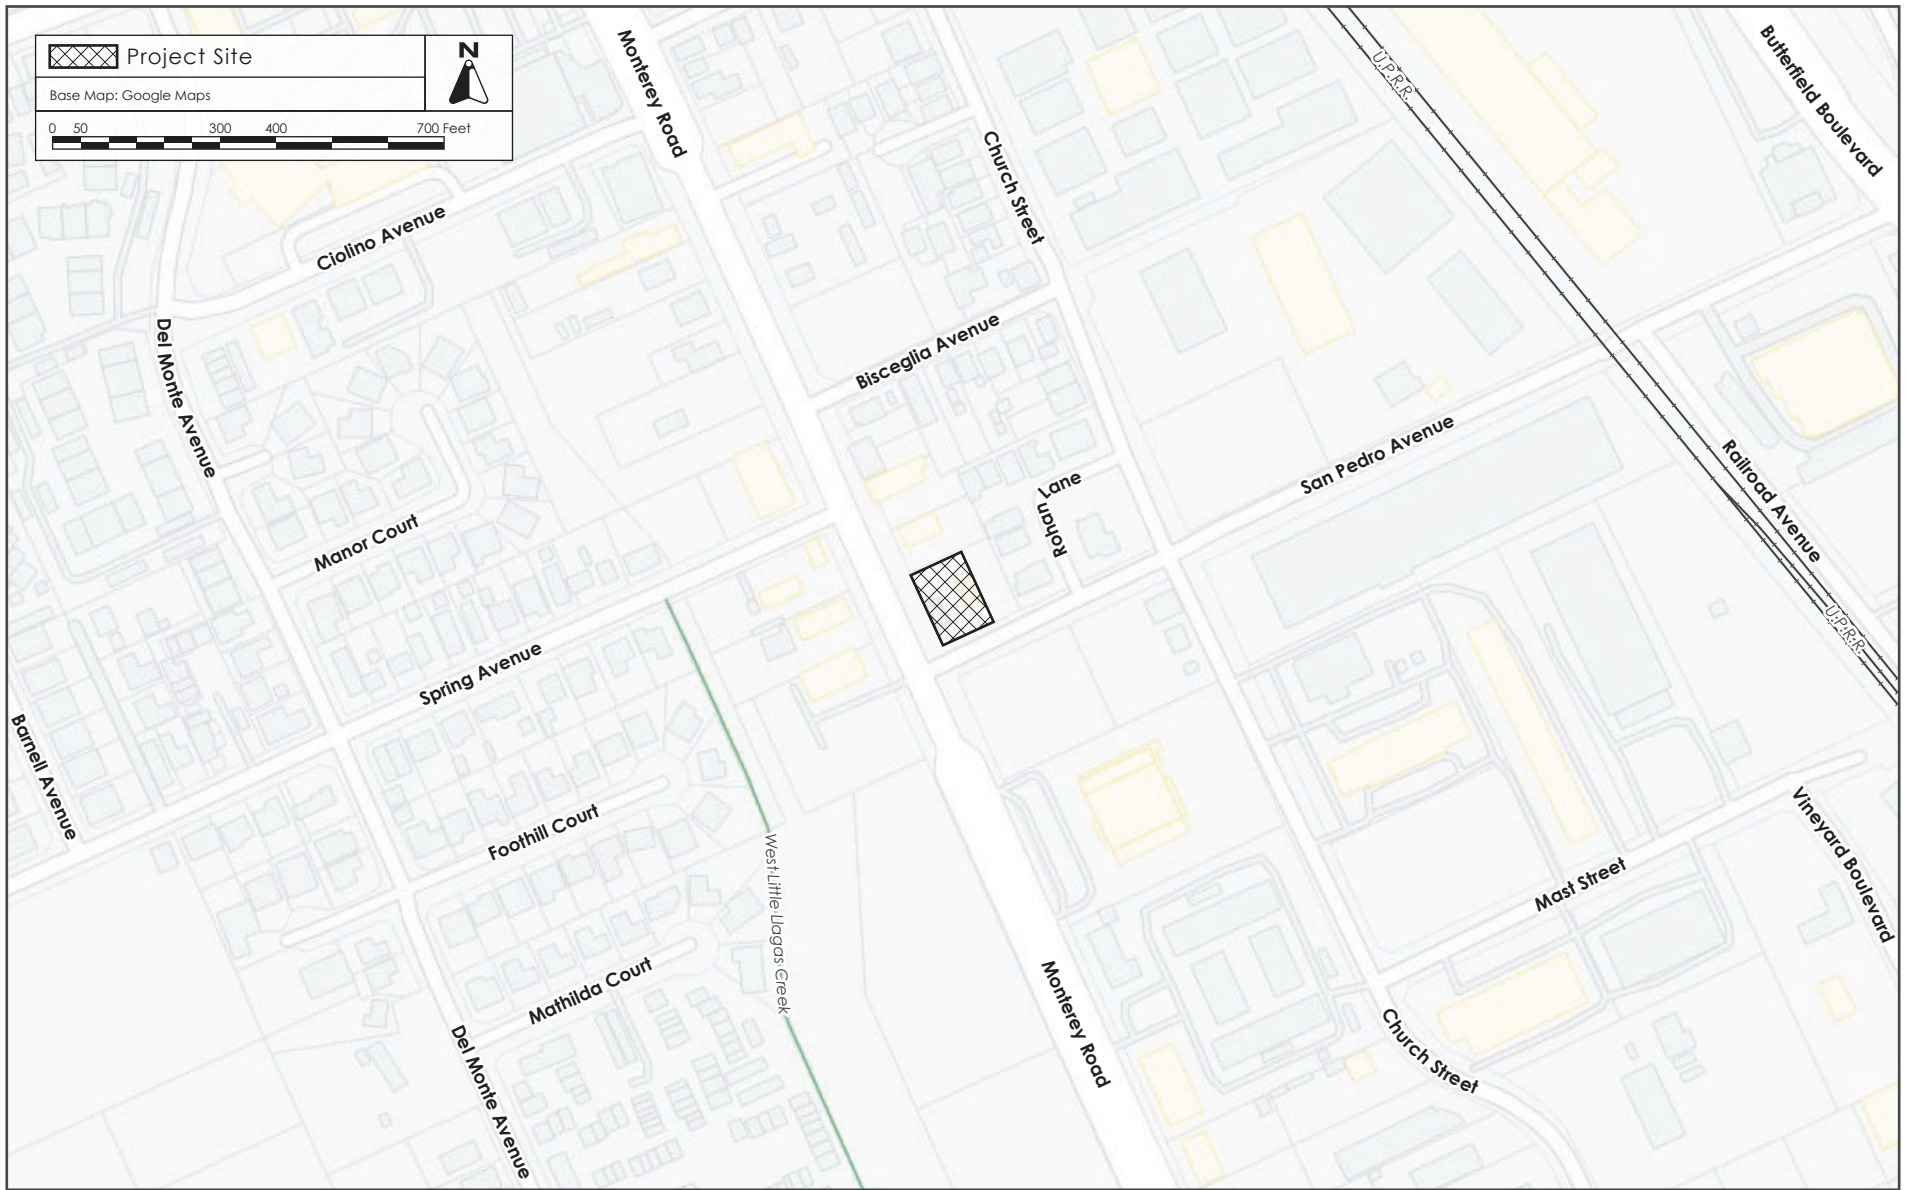 Project Site
N
Base Map: Google Maps
0 50 300 400 700 Feet
Monterey Road
U.P.R.R.
Butterfield Boulevard
Church Street
Ciolino Avenue
Del Monte Avenue
Bisceglia Avenue
San Pedro Avenue
Railroad Avenue
Rohan Lane
Manor Court
U.P.R.R.
Spring Avenue
Barnell Avenue
Foothill Court
West Little Llagas Creek
Vineyard Boulevard
Mast Street
Mathilda Court
Monterey Road
Church Street
Del Monte Avenue